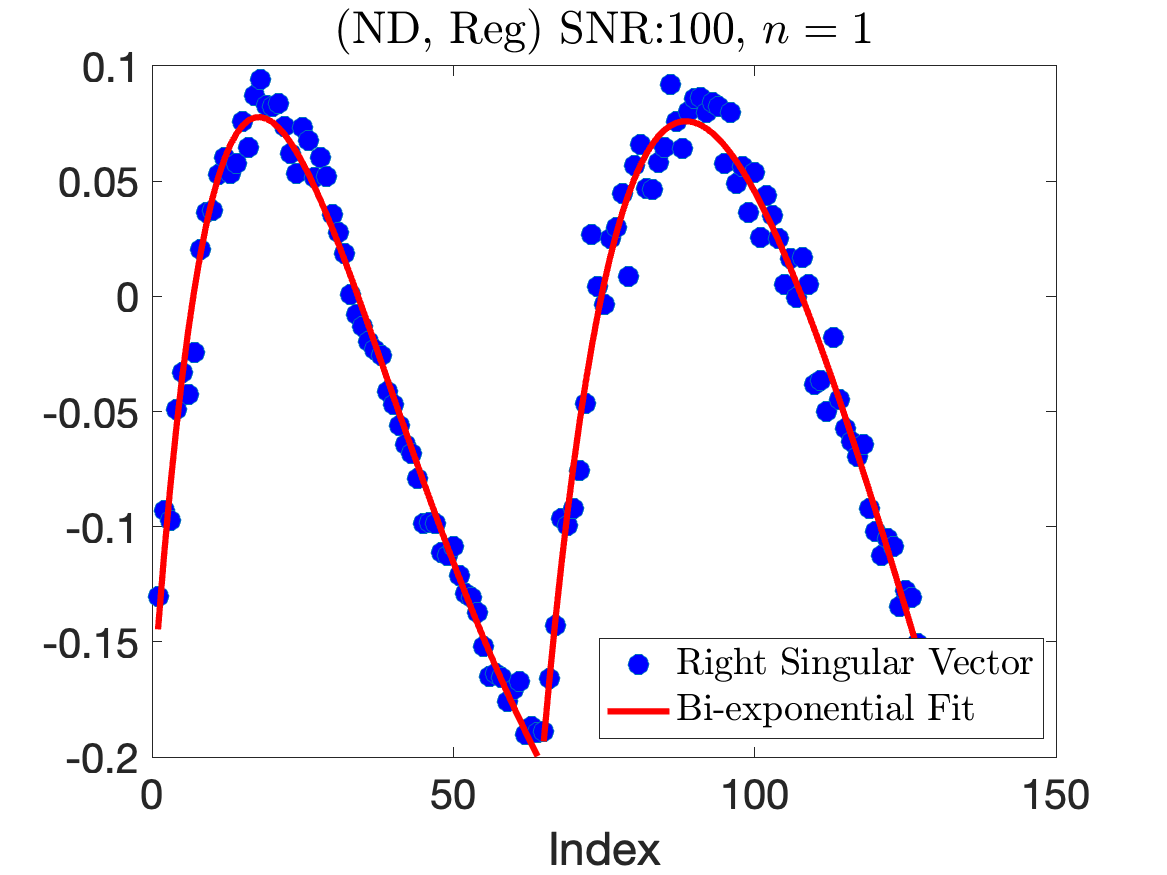 (ND, Reg) SNR:100, n = 1
0.1
0.05
0
-0.05
-0.1
-0.15
-0.2
Right Singular Vector
Bi-exponential Fit
0 50 100 150
Index